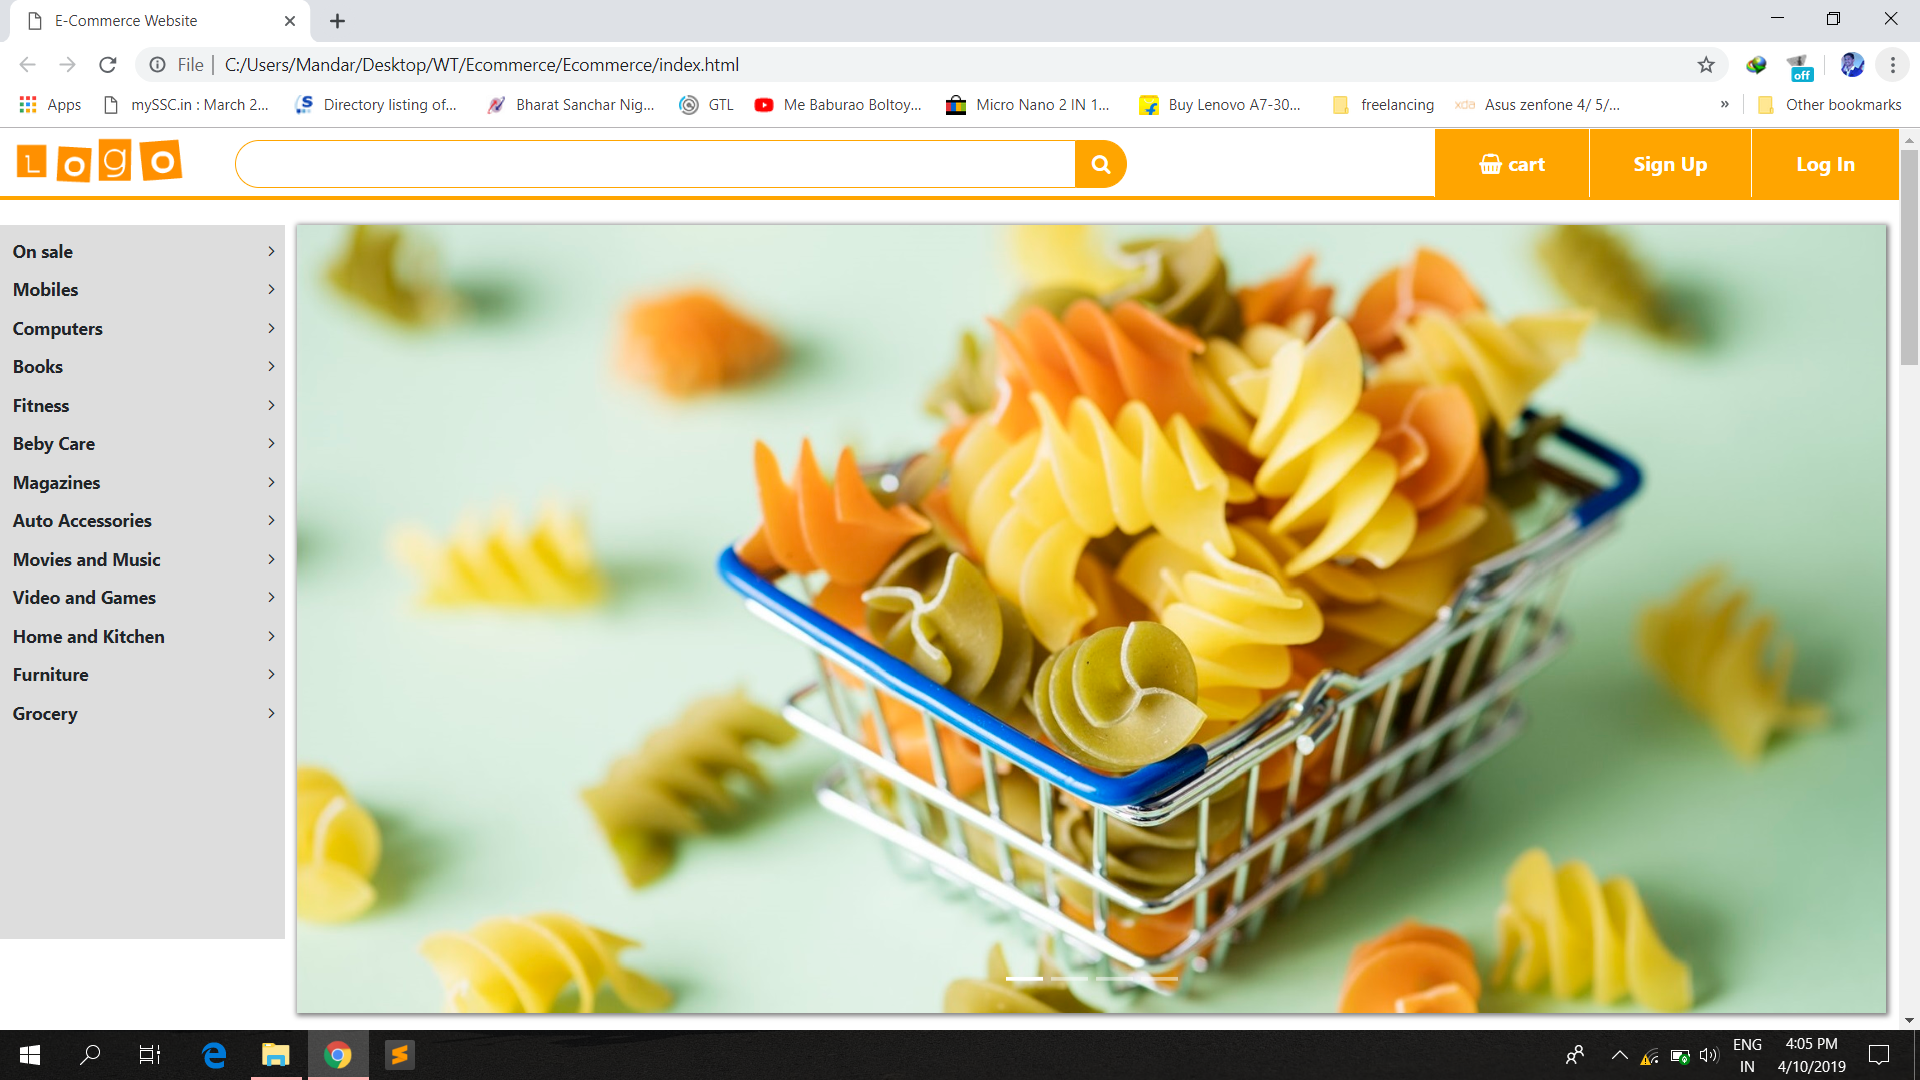 E-Commerce Website
File | C:/Users/Mandar/Desktop/WT/Ecommerce/Ecommerce/index.html
off
Apps mySSC.in : March 2... Directory listing of... Bharat Sanchar Nig... GTL Me Baburao Boltoy... Micro Nano 2 IN 1... Buy Lenovo A7-30... freelancing xda Asus zenfone 4/ 5/... » Other bookmarks
Logo cart Sign Up Log In
On sale
Mobiles
Computers
Books
Fitness
Beby Care
Magazines
Auto Accessories
Movies and Music
Video and Games
Home and Kitchen
Furniture
Grocery
ENG 4:05 PM
IN 4/10/2019